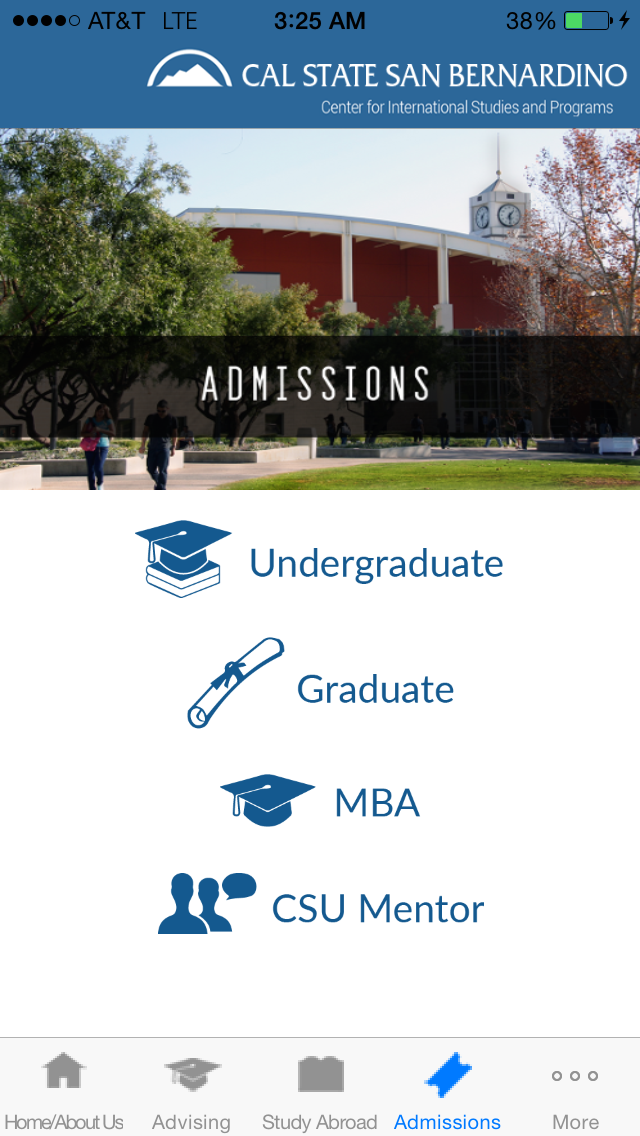 AT&T LTE 3:25 AM 38%
CAL STATE SAN BERNARDINO
Center for International Studies and Programs
ADMISSIONS
Undergraduate
Graduate
MBA
CSU Mentor
Home/About Us Advising Study Abroad Admissions More